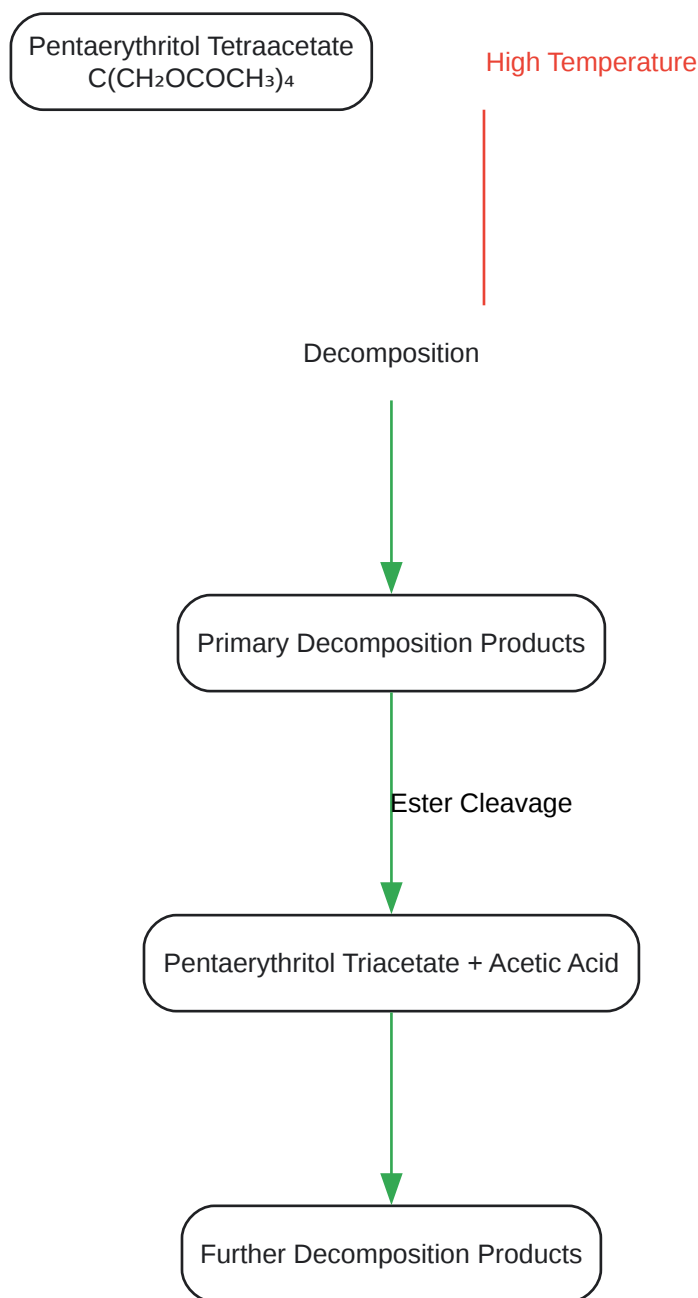 Pentaerythritol Tetraacetate
C(CH₂OCOCH₃)₄
High Temperature
Decomposition
Primary Decomposition Products
Ester Cleavage
Pentaerythritol Triacetate + Acetic Acid
Further Decomposition Products